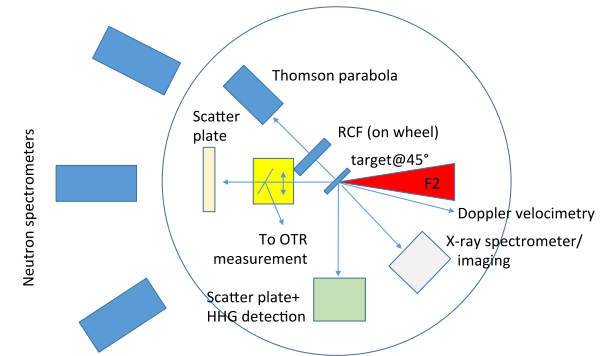 Thomson parabola
Scatter
plate
RCF (on wheel)
target@45°
F2
Doppler velocimetry
X-ray spectrometer/
imaging
To OTR
measurement
Scatter plate+
HHG detection
Neutron spectrometers